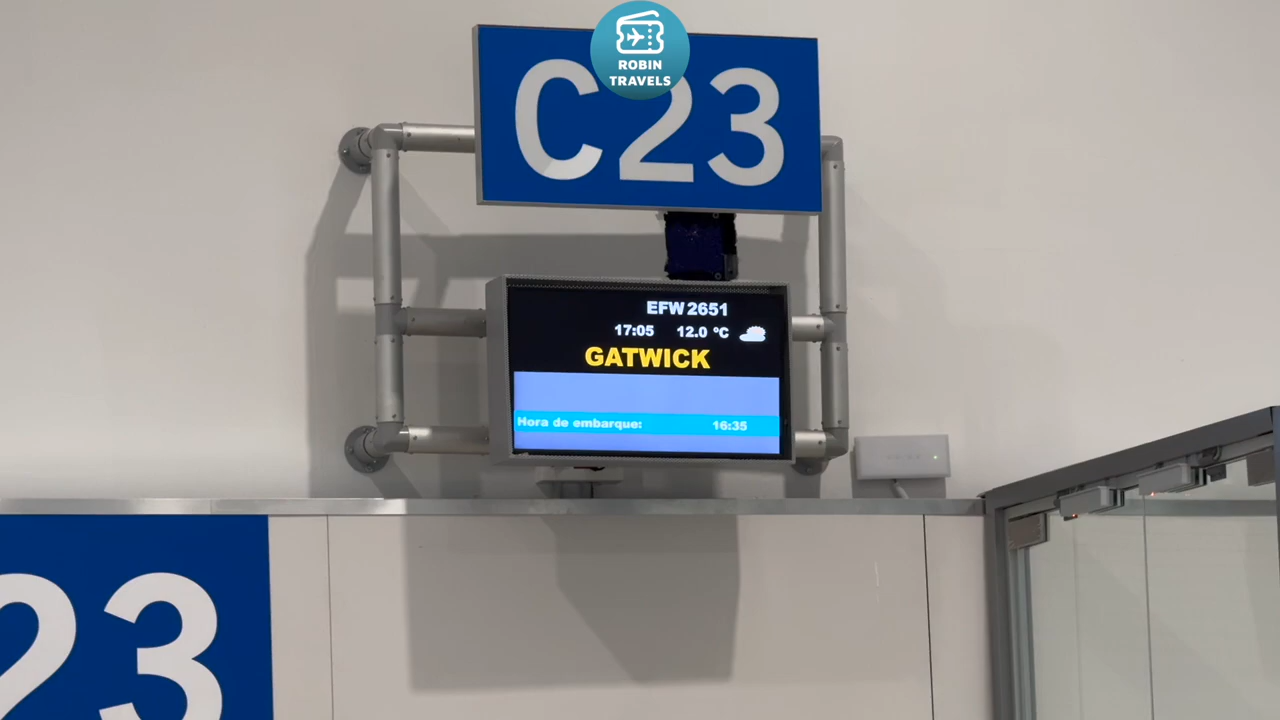 ROBIN
TRAVELS
C23
EFW 2651
17:05 12.0 °C
GATWICK
Hora de embarque: 16:35
23